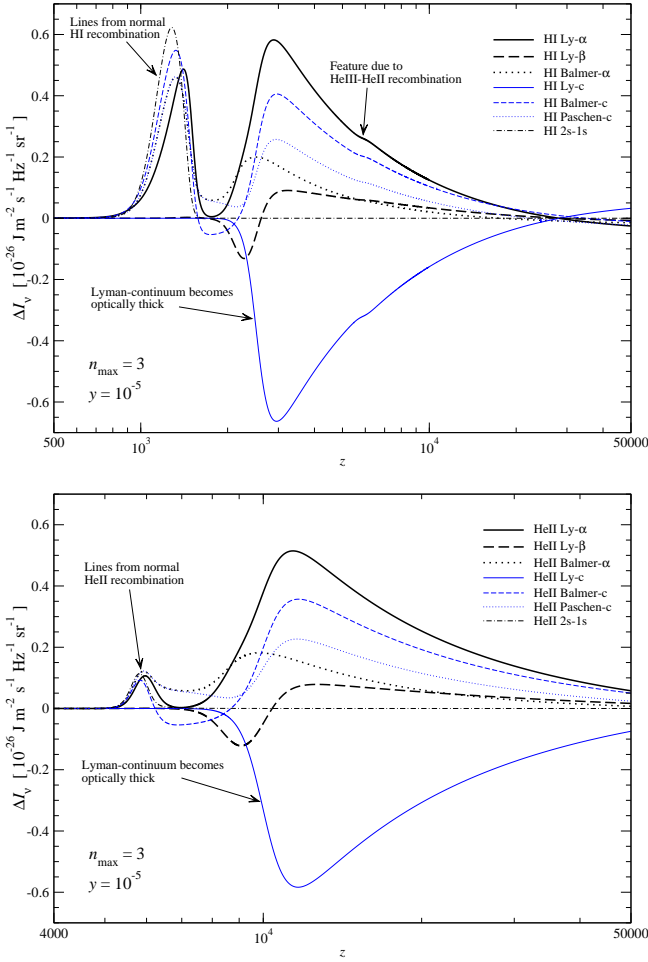 Lines from normal
HI recombination
Feature due to
HeIII-HeII recombination
HI Ly-α
HI Ly-β
HI Balmer-α
HI Ly-c
HI Balmer-c
HI Paschen-c
HI 2s-1s
Lyman-continuum becomes
optically thick
n_max = 3
y = 10^-5
ΔI_ν [ 10^-26 J m^-2 s^-1 Hz^-1 sr^-1 ]
0.6
0.4
0.2
0
-0.2
-0.4
-0.6
500
10^3
10^4
50000
z
Lines from normal
HeII recombination
HeII Ly-α
HeII Ly-β
HeII Balmer-α
HeII Ly-c
HeII Balmer-c
HeII Paschen-c
HeII 2s-1s
Lyman-continuum becomes
optically thick
n_max = 3
y = 10^-5
ΔI_ν [ 10^-26 J m^-2 s^-1 Hz^-1 sr^-1 ]
0.6
0.4
0.2
0
-0.2
-0.4
-0.6
4000
10^4
50000
z